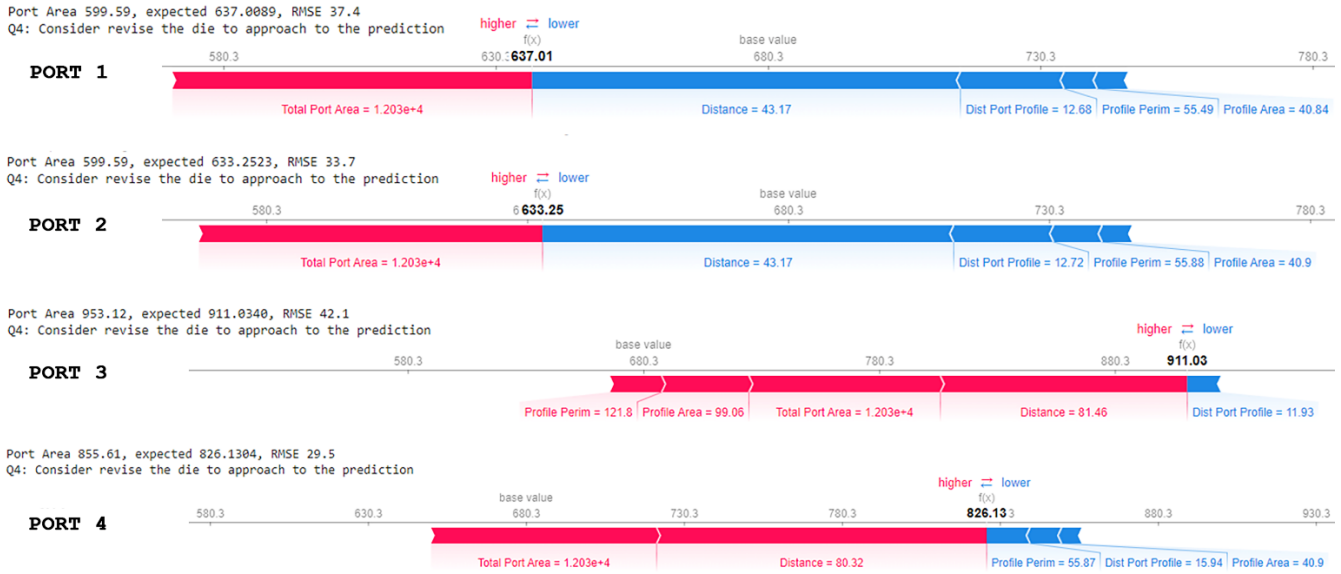 Port Area 599.59, expected 637.0089, RMSE 37.4
Q4: Consider revise the die to approach to the prediction
higher ⇄ lower
f(x)
base value
580.3 630.3 637.01 680.3 730.3 780.3
PORT 1
Total Port Area = 1.203e+4 Distance = 43.17 Dist Port Profile = 12.68 Profile Perim = 55.49 Profile Area = 40.84
Port Area 599.59, expected 633.2523, RMSE 33.7
Q4: Consider revise the die to approach to the prediction
higher ⇄ lower
f(x)
base value
580.3 6 633.25 680.3 730.3 780.3
PORT 2
Total Port Area = 1.203e+4 Distance = 43.17 Dist Port Profile = 12.72 Profile Perim = 55.88 Profile Area = 40.9
Port Area 953.12, expected 911.0340, RMSE 42.1
Q4: Consider revise the die to approach to the prediction
higher ⇄ lower
base value f(x)
580.3 680.3 780.3 880.3 911.03
PORT 3
Profile Perim = 121.8 Profile Area = 99.06 Total Port Area = 1.203e+4 Distance = 81.46 Dist Port Profile = 11.93
Port Area 855.61, expected 826.1304, RMSE 29.5
Q4: Consider revise the die to approach to the prediction
higher ⇄ lower
base value f(x)
580.3 630.3 680.3 730.3 780.3 826.13 3 880.3 930.3
PORT 4
Total Port Area = 1.203e+4 Distance = 80.32 Profile Perim = 55.87 Dist Port Profile = 15.94 Profile Area = 40.9